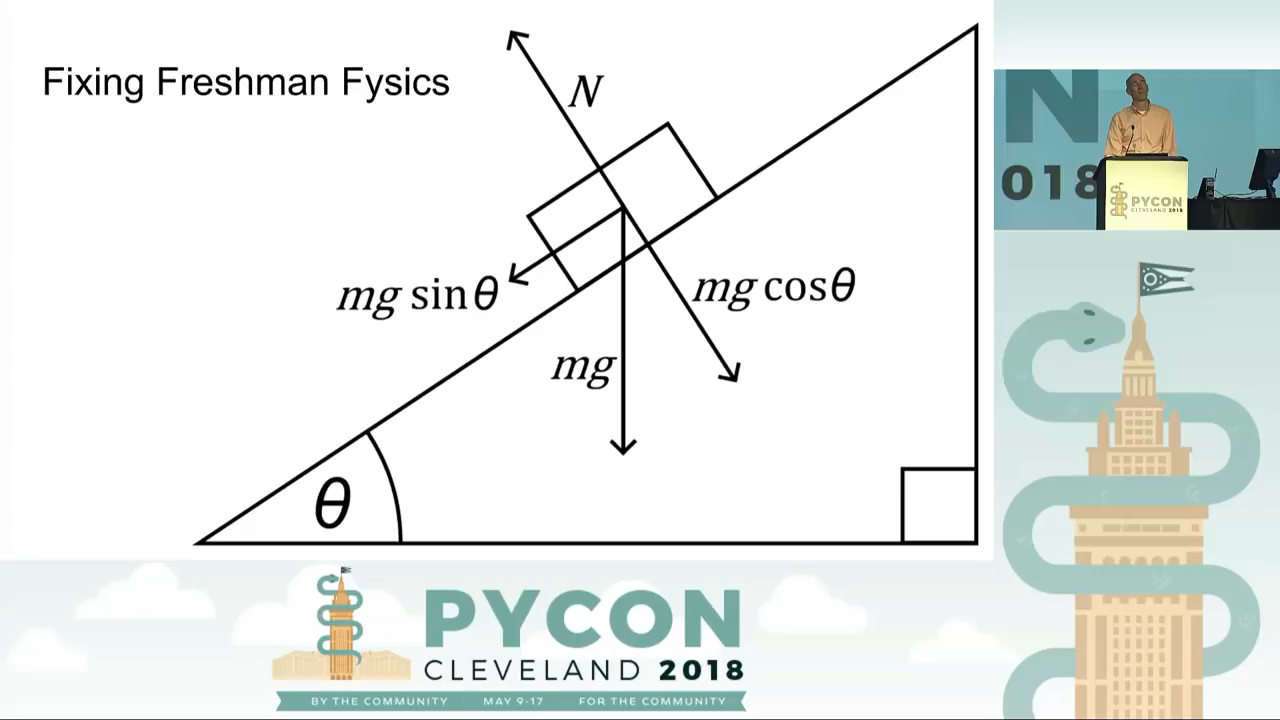 Fixing Freshman Fysics
N
mg sinθ
mg cosθ
mg
θ
PYCON
CLEVELAND 2018
BY THE COMMUNITY MAY 9-17 FOR THE COMMUNITY
N
2018
PYCON
CLEVELAND 2018